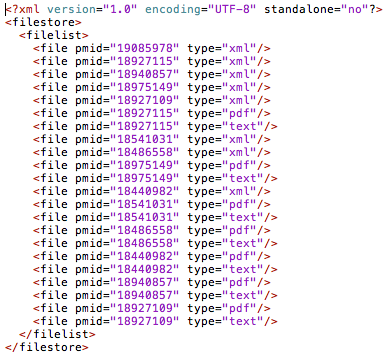 <?xml version="1.0" encoding="UTF-8" standalone="no"?>
<filestore>
<filelist>
<file pmid="19085978" type="xml"/>
<file pmid="18927115" type="xml"/>
<file pmid="18940857" type="xml"/>
<file pmid="18975149" type="xml"/>
<file pmid="18927109" type="xml"/>
<file pmid="18927115" type="pdf"/>
<file pmid="18927115" type="text"/>
<file pmid="18541031" type="xml"/>
<file pmid="18486558" type="xml"/>
<file pmid="18975149" type="pdf"/>
<file pmid="18975149" type="text"/>
<file pmid="18440982" type="xml"/>
<file pmid="18541031" type="pdf"/>
<file pmid="18541031" type="text"/>
<file pmid="18486558" type="pdf"/>
<file pmid="18486558" type="text"/>
<file pmid="18440982" type="pdf"/>
<file pmid="18440982" type="text"/>
<file pmid="18940857" type="pdf"/>
<file pmid="18940857" type="text"/>
<file pmid="18927109" type="pdf"/>
<file pmid="18927109" type="text"/>
</filelist>
</filestore>